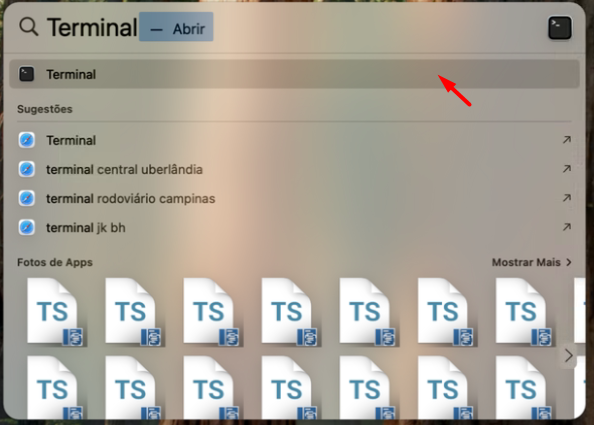 Terminal — Abrir
Terminal
Sugestões
Terminal
terminal central uberlândia
terminal rodoviário campinas
terminal jk bh
Fotos de Apps Mostrar Mais
TS TS TS TS TS TS TS
TS TS TS TS TS TS TS